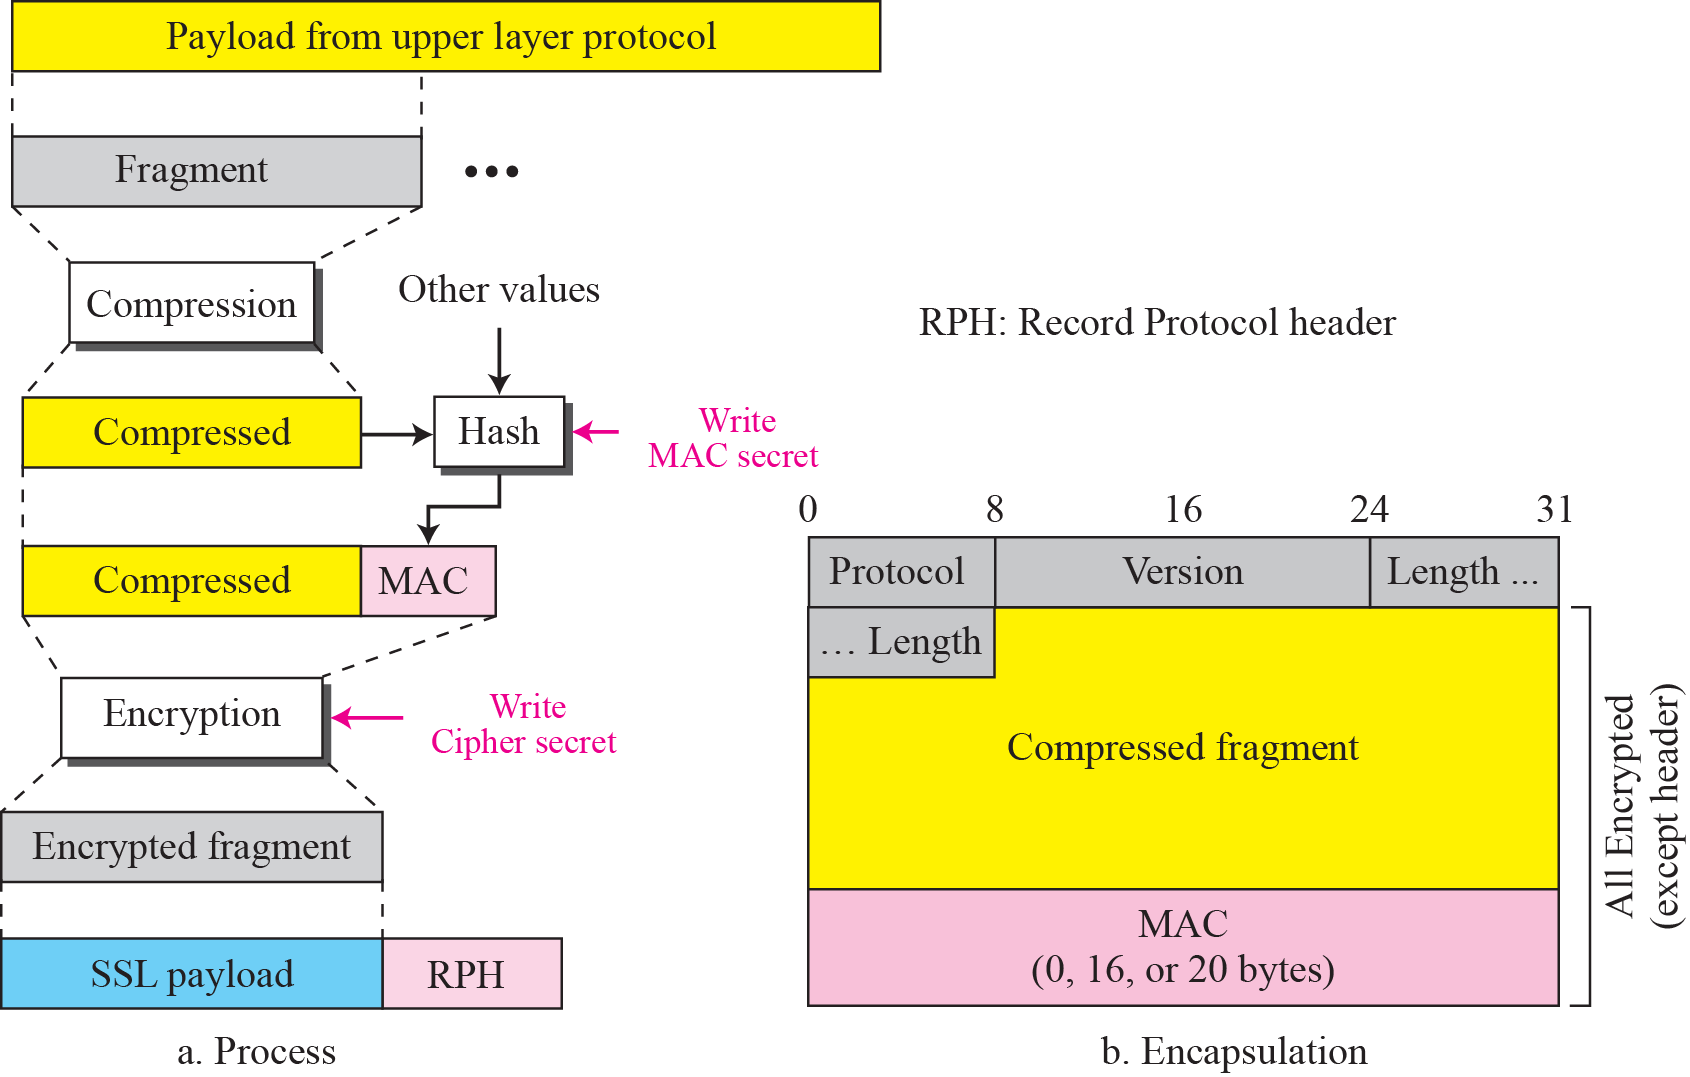 Payload from upper layer protocol
Fragment
•••
Compression
Other values
Compressed
Hash
Write
MAC secret
Compressed
MAC
Encryption
Write
Cipher secret
Encrypted fragment
SSL payload
RPH
a. Process
RPH: Record Protocol header
0 8 16 24 31
Protocol Version Length ...
... Length
Compressed fragment
MAC
(0, 16, or 20 bytes)
All Encrypted
(except header)
b. Encapsulation